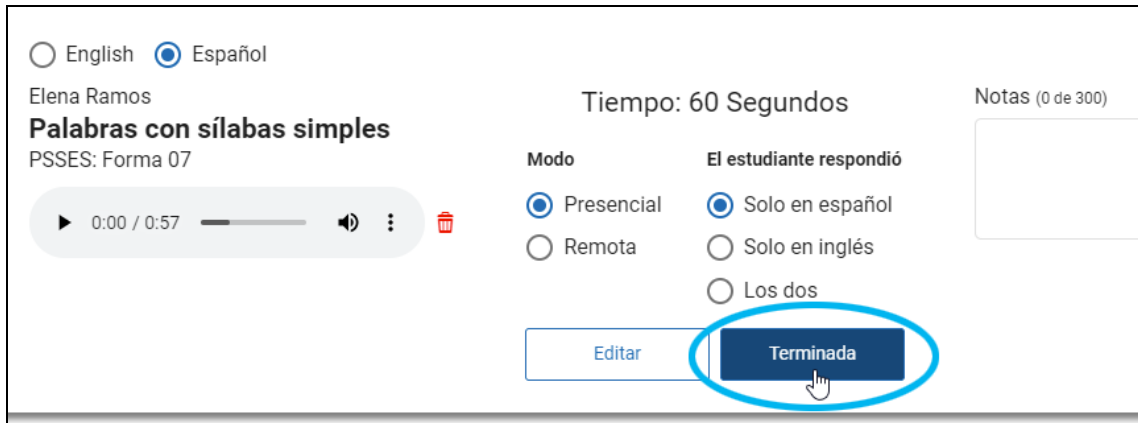 English Español
Elena Ramos
Palabras con sílabas simples
PSSES: Forma 07
0:00 / 0:57
Tiempo: 60 Segundos
Modo
Presencial
Remota
El estudiante respondió
Solo en español
Solo en inglés
Los dos
Editar
Terminada
Notas (0 de 300)